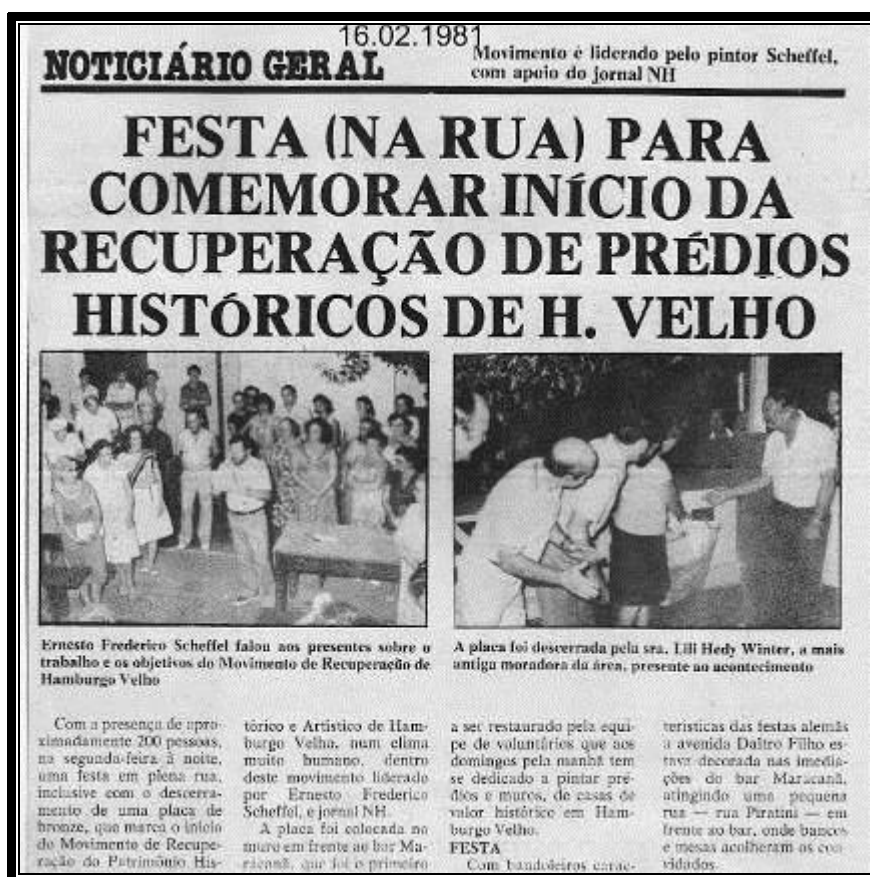 16.02.1981
NOTICIÁRIO GERAL
Movimento é liderado pelo pintor Scheffel,
com apoio do jornal NH
FESTA (NA RUA) PARA
COMEMORAR INÍCIO DA
RECUPERAÇÃO DE PRÉDIOS
HISTÓRICOS DE H. VELHO
Ernesto Frederico Scheffel falou aos presentes sobre o
trabalho e os objetivos do Movimento de Recuperação de
Hamburgo Velho
A placa foi descerrada pela sra. Lili Hedy Winter, a mais
antiga moradora da área, presente ao acontecimento
Com a presença de apro-
ximadamente 200 pessoas,
na segunda-feira à noite,
uma festa em plena rua,
inclusive com o descerra-
mento de uma placa de
bronze, que marca o início
do Movimento de Recupe-
ração do Patrimônio His-
tórico e Artístico de Ham-
burgo Velho, num clima
muito humano, dentro
deste movimento liderado
por Ernesto Frederico
Scheffel, e jornal NH.
A placa foi colocada no
muro em frente ao bar Ma-
racanã, que foi o primeiro
a ser restaurado pela equi-
pe de voluntários que aos
domingos pela manhã tem
se dedicado a pintar pré-
dios e muros, de casas de
valor histórico em Ham-
burgo Velho.
FESTA
Com bandoleiros carac-
terísticas das festas alemãs
a avenida Daltro Filho es-
tava decorada nas imedia-
ções do bar Maracanã,
atingindo uma pequena
rua — rua Piratini — em
frente ao bar, onde bancos
e mesas acolheram os con-
vidados.